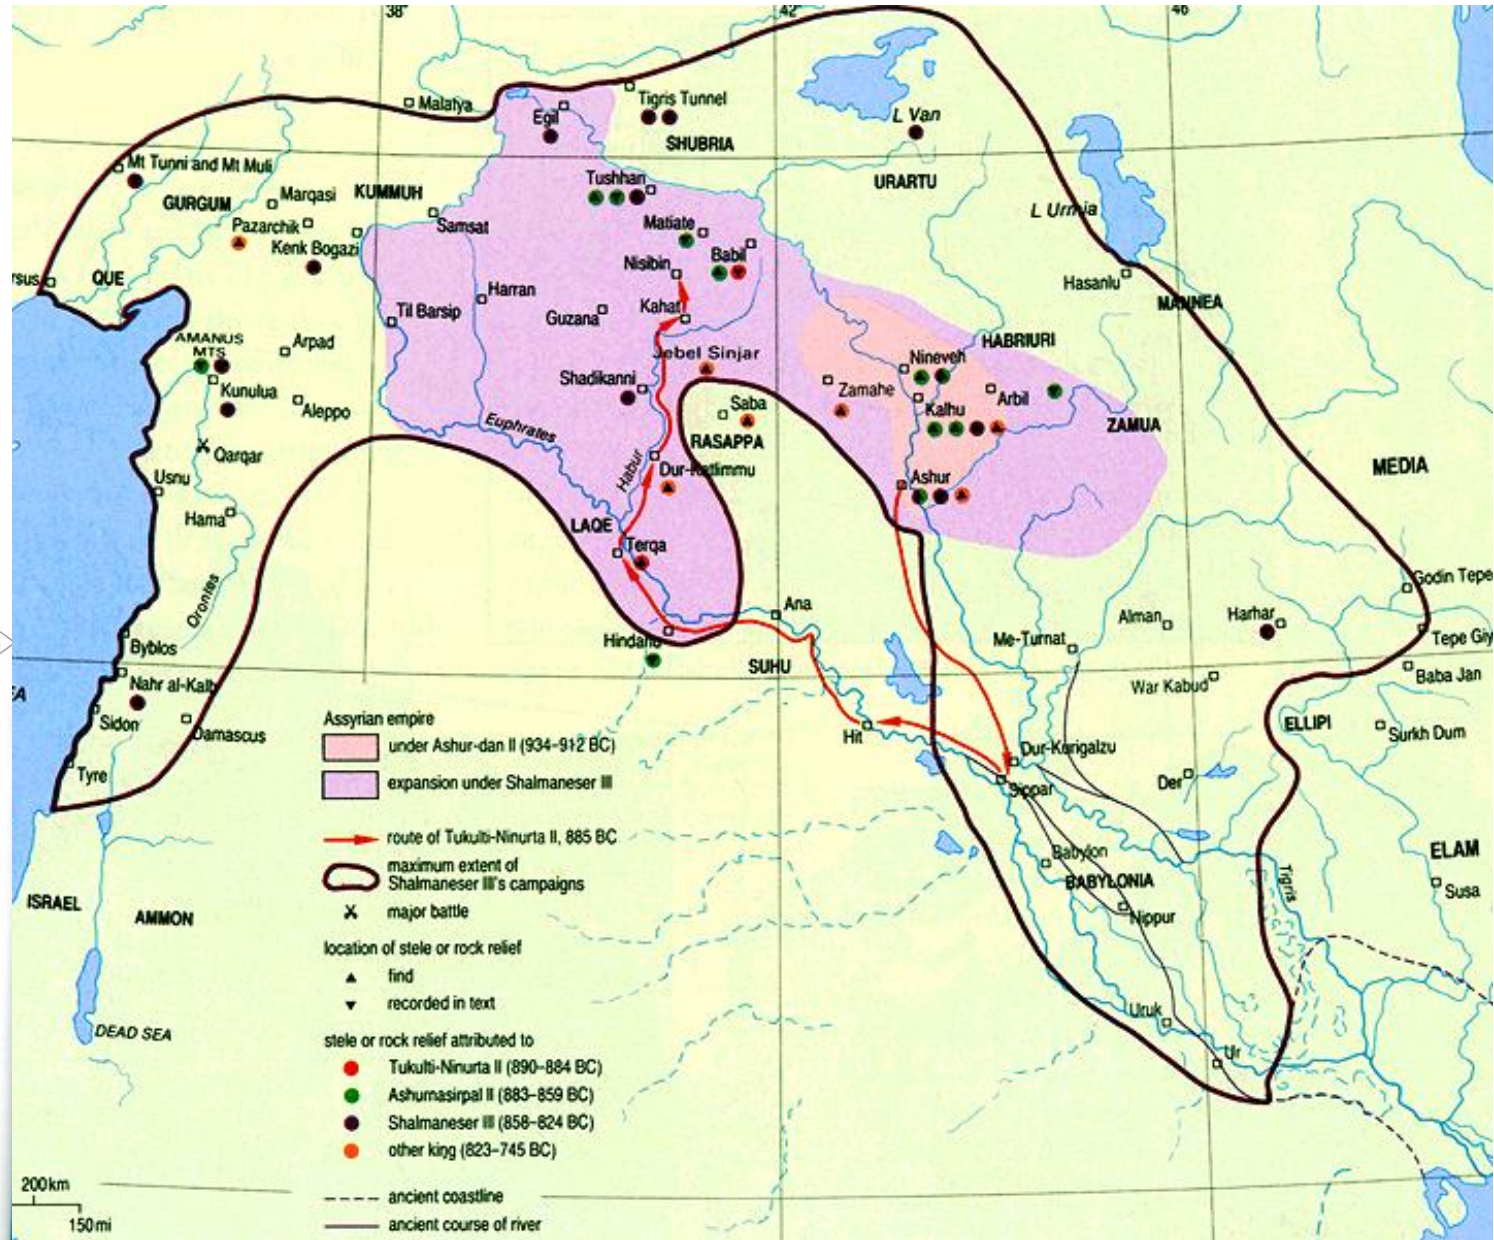 38°
42
46
Malatya
Egil
Tigris Tunnel
SHUBRIA
L Van
Mt Tunni and Mt Muli
GURGUM
Marqasi
KUMMUH
Tushhan
URARTU
Pazarchik
Kenk Bogazi
Samsat
Matiate
Babil
L Urmia
rsus
QUE
Nisibin
Hasanlu
MANNEA
Til Barsip
Harran
Guzana
Kahat
AMANUS
MTS
Arpad
Jebel Sinjar
HABRIURI
Nineveh
Kunulua
Aleppo
Shadikanni
Saba
RASAPPA
Zamahe
Kalhu
Arbil
ZAMUA
Euphrates
Qarqar
Habur
Dur-Katlimmu
MEDIA
Usnu
Hama
Ashur
LAQE
Terqa
Orontes
Godin Tepe
Ana
Alman
Harhar
Byblos
Hindanu
Me-Turnat
Tepe Giy
SUHU
Nahr al-Kalb
War Kabud
Baba Jan
EA
Sidon
Damascus
Hit
ELLIPI
Surkh Dum
Tyre
Dur-Kurigalzu
Sippar
Der
Babylon
BABYLONIA
Nippur
Tigris
ELAM
Susa
ISRAEL
AMMON
Uruk
Ur
DEAD SEA
Assyrian empire
under Ashur-dan II (934–912 BC)
expansion under Shalmaneser III
route of Tukulti-Ninurta II, 885 BC
maximum extent of
Shalmaneser III's campaigns
major battle
location of stele or rock relief
find
recorded in text
stele or rock relief attributed to
Tukulti-Ninurta II (890–884 BC)
Ashurnasirpal II (883–859 BC)
Shalmaneser III (858–824 BC)
other king (823–745 BC)
ancient coastline
ancient course of river
200km
150mi